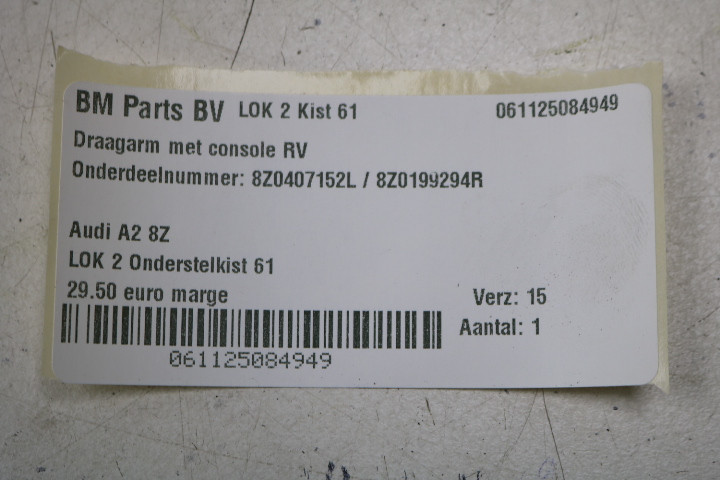 BM Parts BV LOK 2 Kist 61 061125084949
Draagarm met console RV
Onderdeelnummer: 8Z0407152L / 8Z0199294R
Audi A2 8Z
LOK 2 Onderstelkist 61
29.50 euro marge Verz: 15
Aantal: 1
061125084949